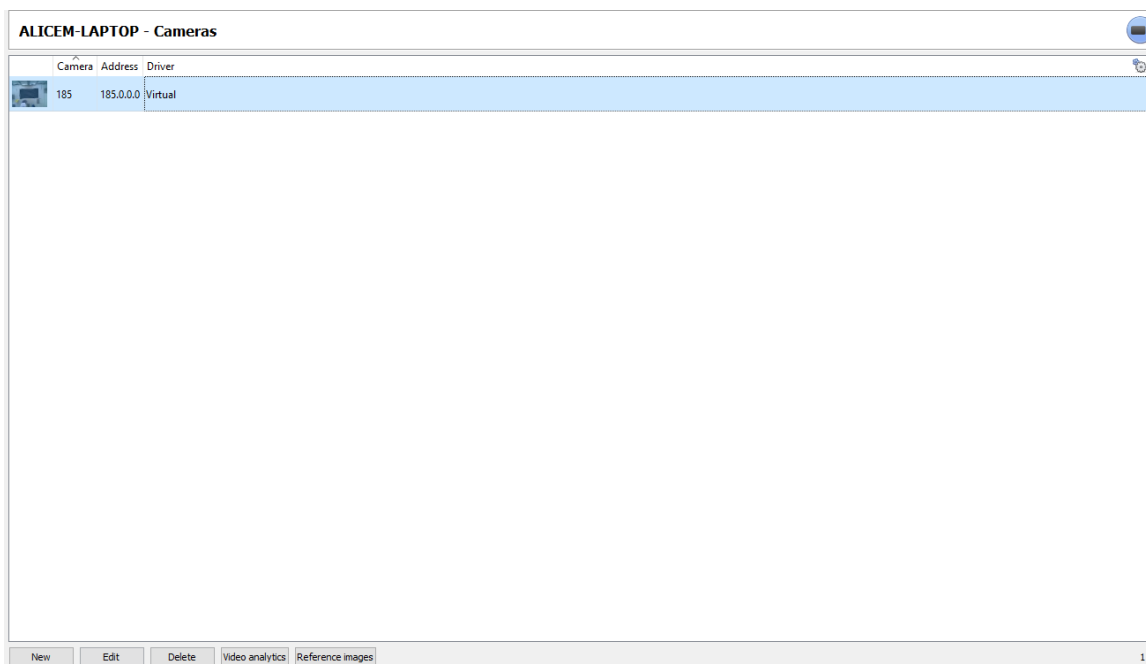 ALICEM-LAPTOP - Cameras
Camera Address Driver
185 185.0.0.0 Virtual
New Edit Delete Video analytics Reference images 1